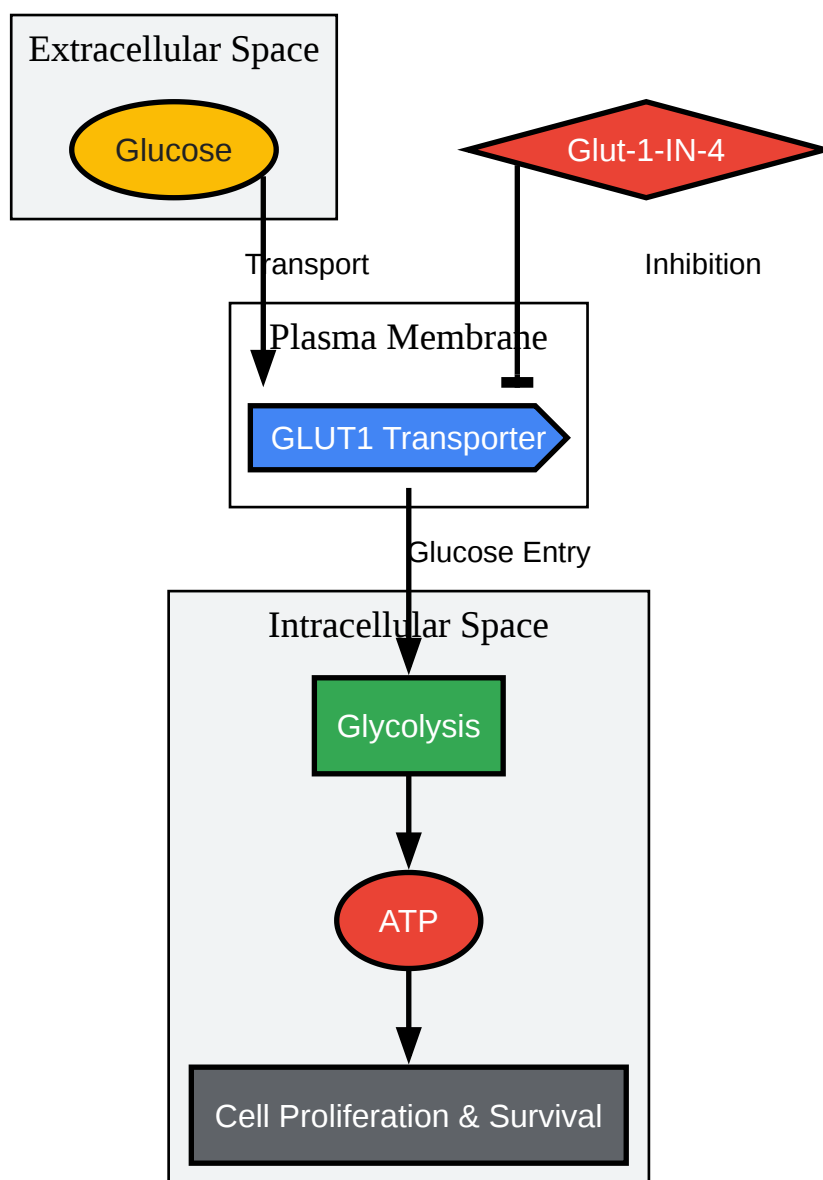 Extracellular Space
Glucose
Glut-1-IN-4
Transport
Inhibition
Plasma Membrane
GLUT1 Transporter
Glucose Entry
Intracellular Space
Glycolysis
ATP
Cell Proliferation & Survival